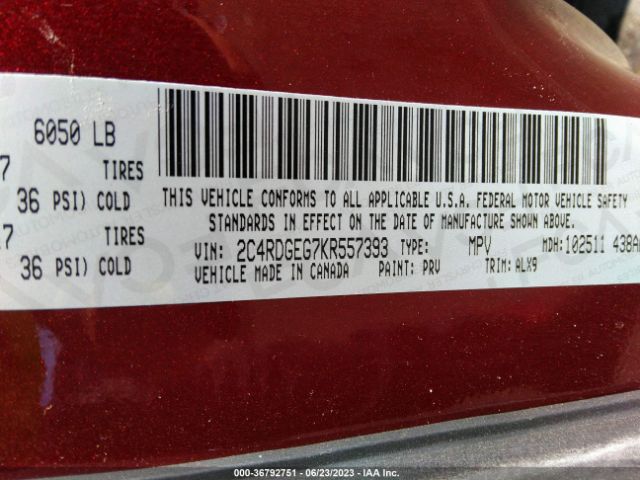 6050 LB
7 TIRES
36 PSI) COLD
7 TIRES
36 PSI) COLD
THIS VEHICLE CONFORMS TO ALL APPLICABLE U.S.A. FEDERAL MOTOR VEHICLE SAFETY
STANDARDS IN EFFECT ON THE DATE OF MANUFACTURE SHOWN ABOVE.
VIN: 2C4RDGEG7KR557393 TYPE: MPV MDH: 102511 438A
VEHICLE MADE IN CANADA PAINT: PRV TRIM: ALX9
000-36792751 - 06/23/2023 - IAA Inc.